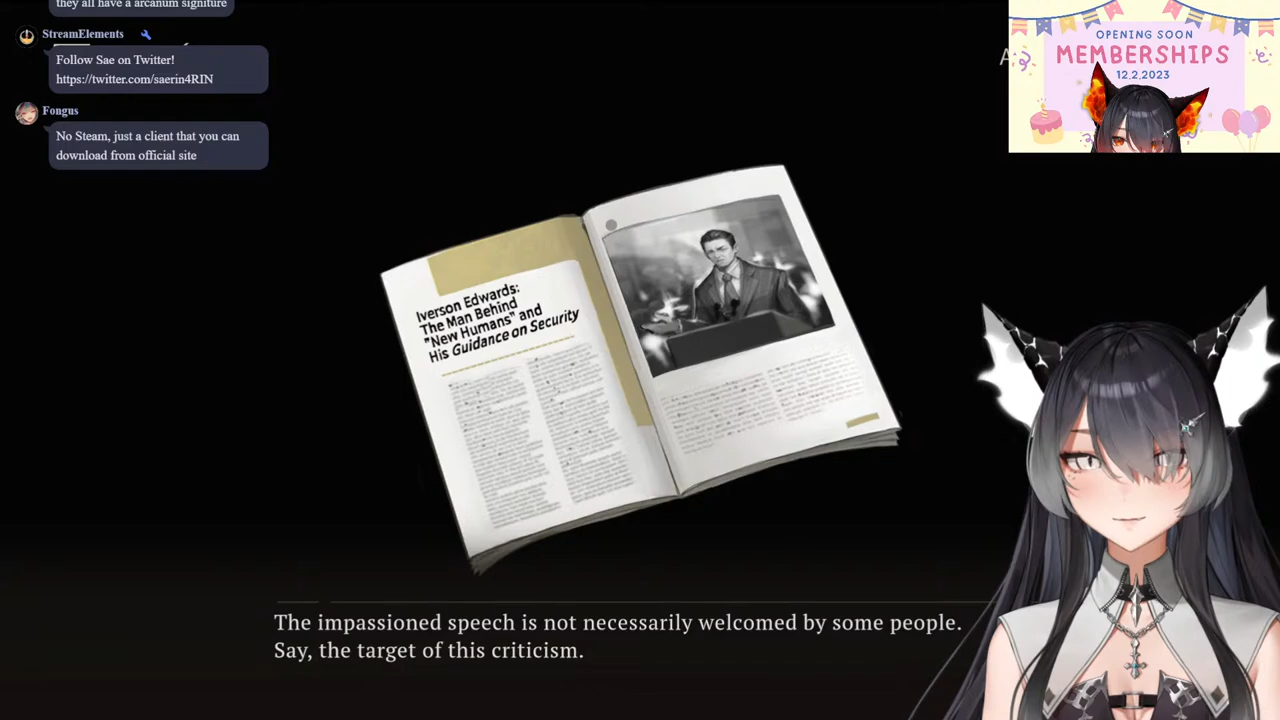 they all have a arcanum signiture
StreamElements
Follow Sae on Twitter!
https://twitter.com/saerin4RIN
Fongus
No Steam, just a client that you can
download from official site
OPENING SOON
MEMBERSHIPS
12.2.2023
Iverson Edwards:
The Man Behind
"New Humans" and
His Guidance on Security
The impassioned speech is not necessarily welcomed by some people.
Say, the target of this criticism.